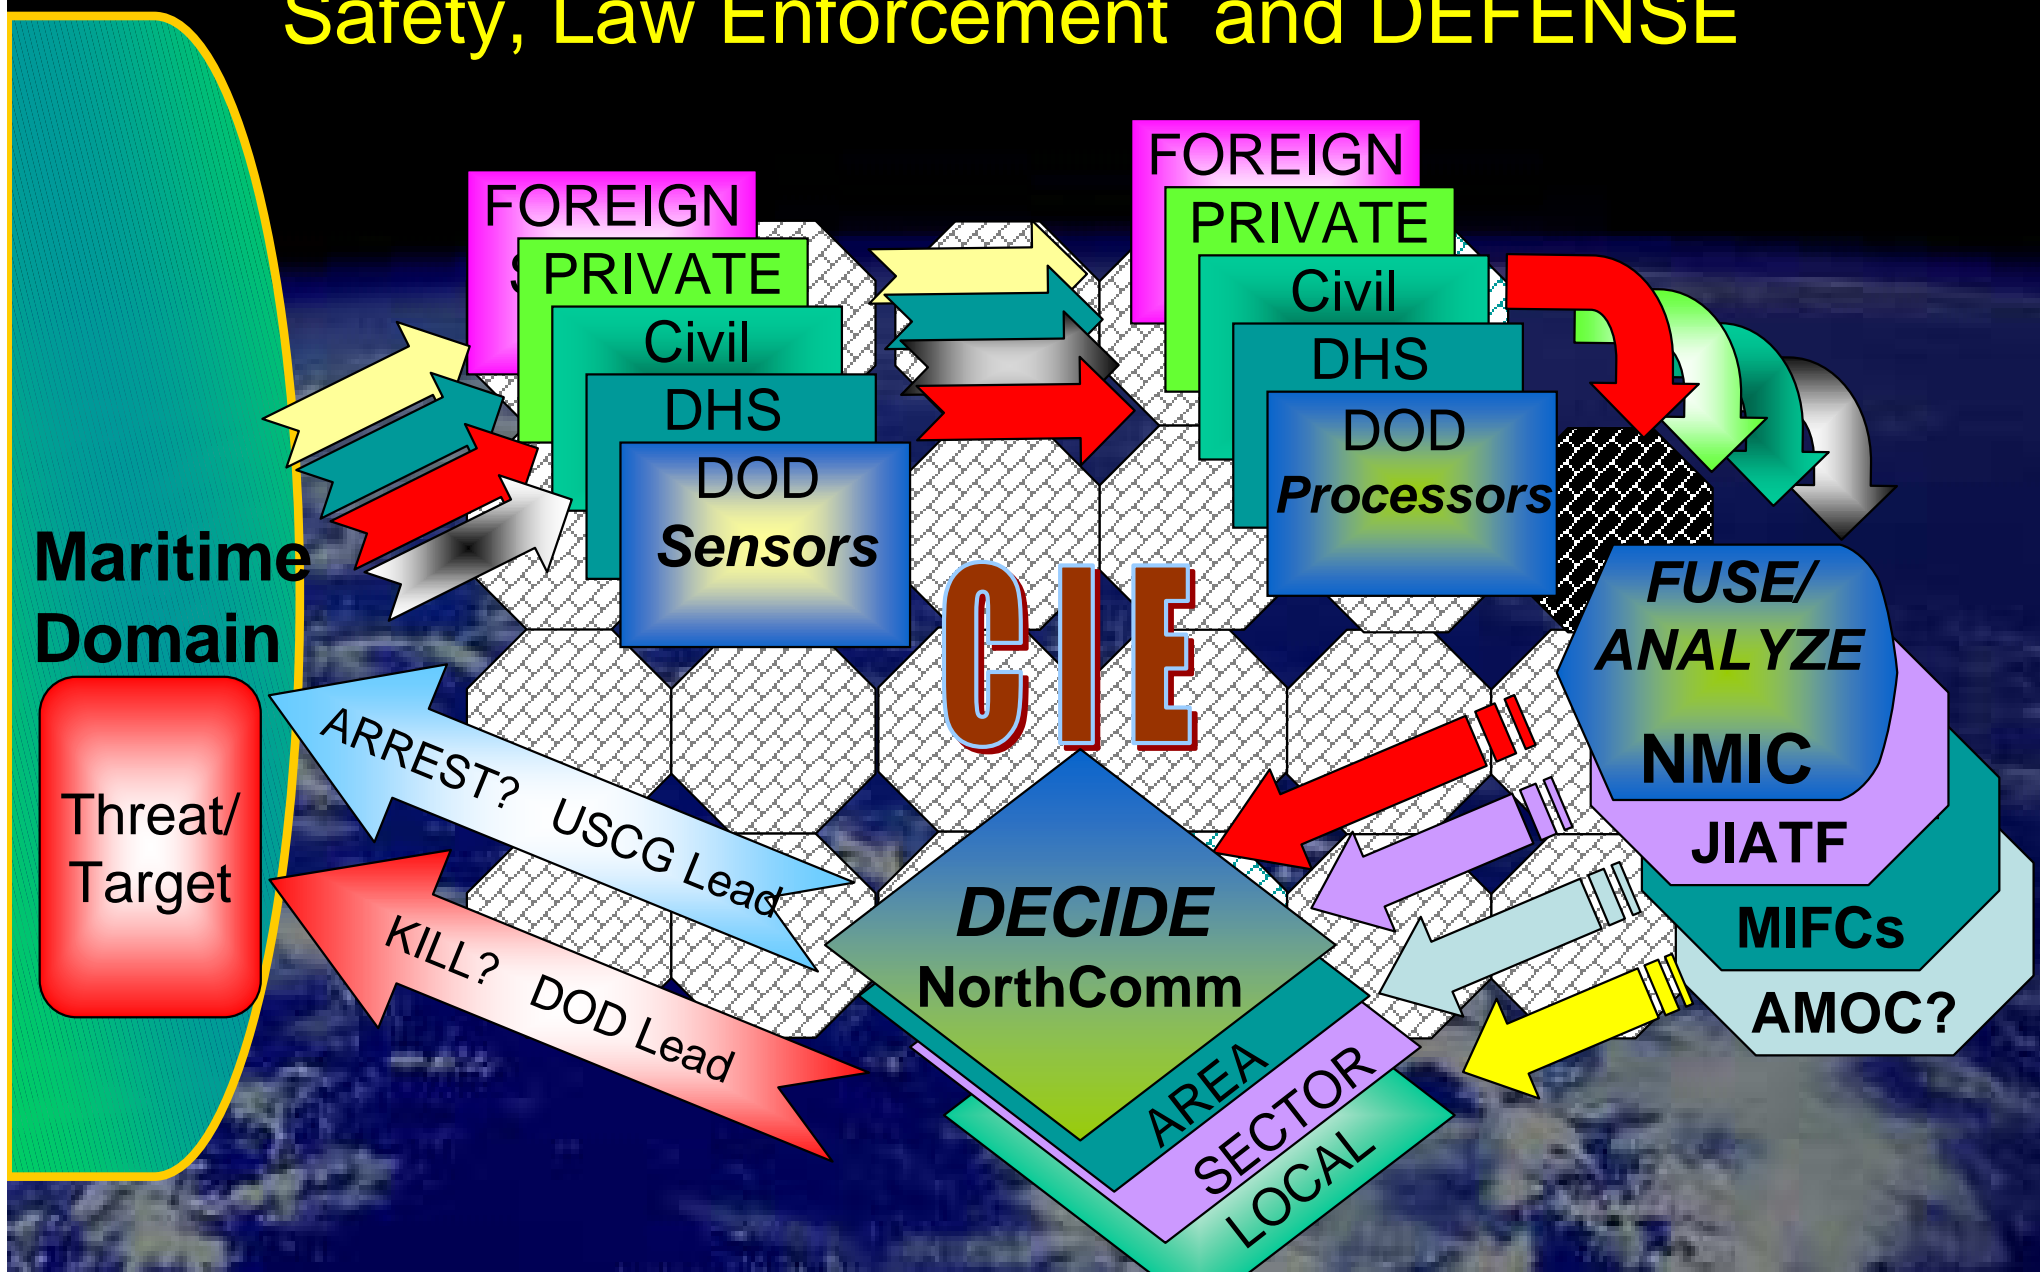 Safety, Law Enforcement and DEFENSE
FOREIGN
PRIVATE
Civil
DHS
DOD
Sensors
FOREIGN
PRIVATE
Civil
DHS
DOD
Processors
Maritime
Domain
Threat/
Target
CIE
FUSE/
ANALYZE
NMIC
JIATF
MIFCs
AMOC?
ARREST? USCG Lead
KILL? DOD Lead
DECIDE
NorthComm
AREA
SECTOR
LOCAL